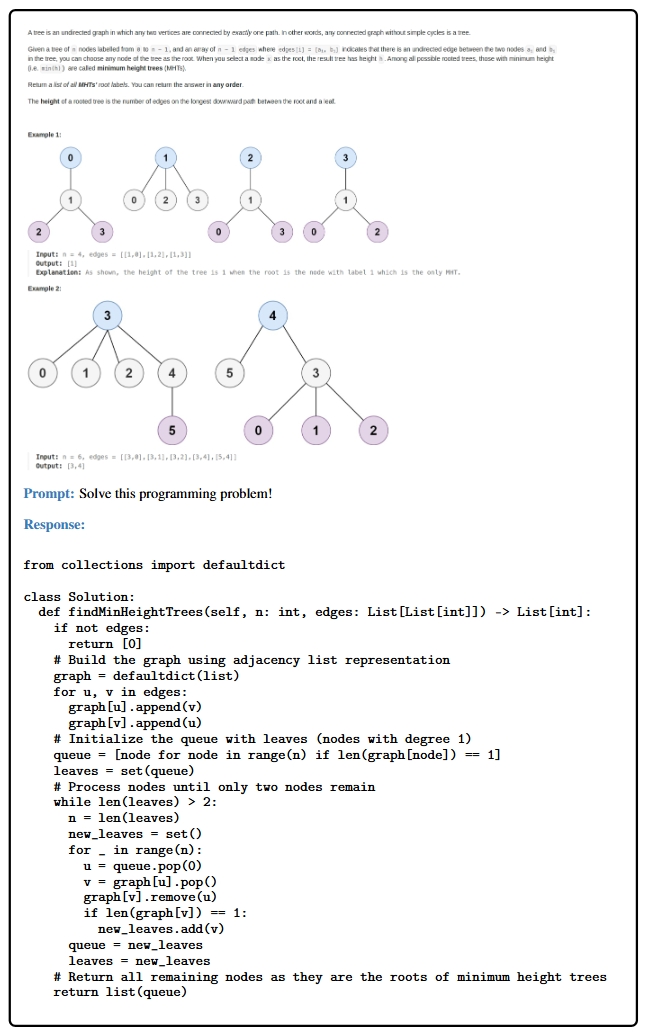 A tree is an undirected graph in which any two vertices are connected by exactly one path. In other words, any connected graph without simple cycles is a tree.
Given a tree of n nodes labelled from 0 to n - 1, and an array of n - 1 edges where edges[i] = [ai, bi] indicates that there is an undirected edge between the two nodes ai and bi
in the tree, you can choose any node of the tree as the root. When you select a node x as the root, the result tree has height h. Among all possible rooted trees, those with minimum height
(i.e. min(h)) are called minimum height trees (MHTs).
Return a list of all MHTs' root labels. You can return the answer in any order.
The height of a rooted tree is the number of edges on the longest downward path between the root and a leaf.
Example 1:
0 1 2 3
1 0 2 3 1 1
2 3 0 3 0 2
Input: n = 4, edges = [[1,0],[1,2],[1,3]]
Output: [1]
Explanation: As shown, the height of the tree is 1 when the root is the node with label 1 which is the only MHT.
Example 2:
3 4
0 1 2 4 5 3
5 0 1 2
Input: n = 6, edges = [[3,0],[3,1],[3,2],[3,4],[5,4]]
Output: [3,4]
Prompt: Solve this programming problem!
Response:
from collections import defaultdict
class Solution:
def findMinHeightTrees(self, n: int, edges: List[List[int]]) -> List[int]:
if not edges:
return [0]
# Build the graph using adjacency list representation
graph = defaultdict(list)
for u, v in edges:
graph[u].append(v)
graph[v].append(u)
# Initialize the queue with leaves (nodes with degree 1)
queue = [node for node in range(n) if len(graph[node]) == 1]
leaves = set(queue)
# Process nodes until only two nodes remain
while len(leaves) > 2:
n = len(leaves)
new_leaves = set()
for _ in range(n):
u = queue.pop(0)
v = graph[u].pop()
graph[v].remove(u)
if len(graph[v]) == 1:
new_leaves.add(v)
queue = new_leaves
leaves = new_leaves
# Return all remaining nodes as they are the roots of minimum height trees
return list(queue)